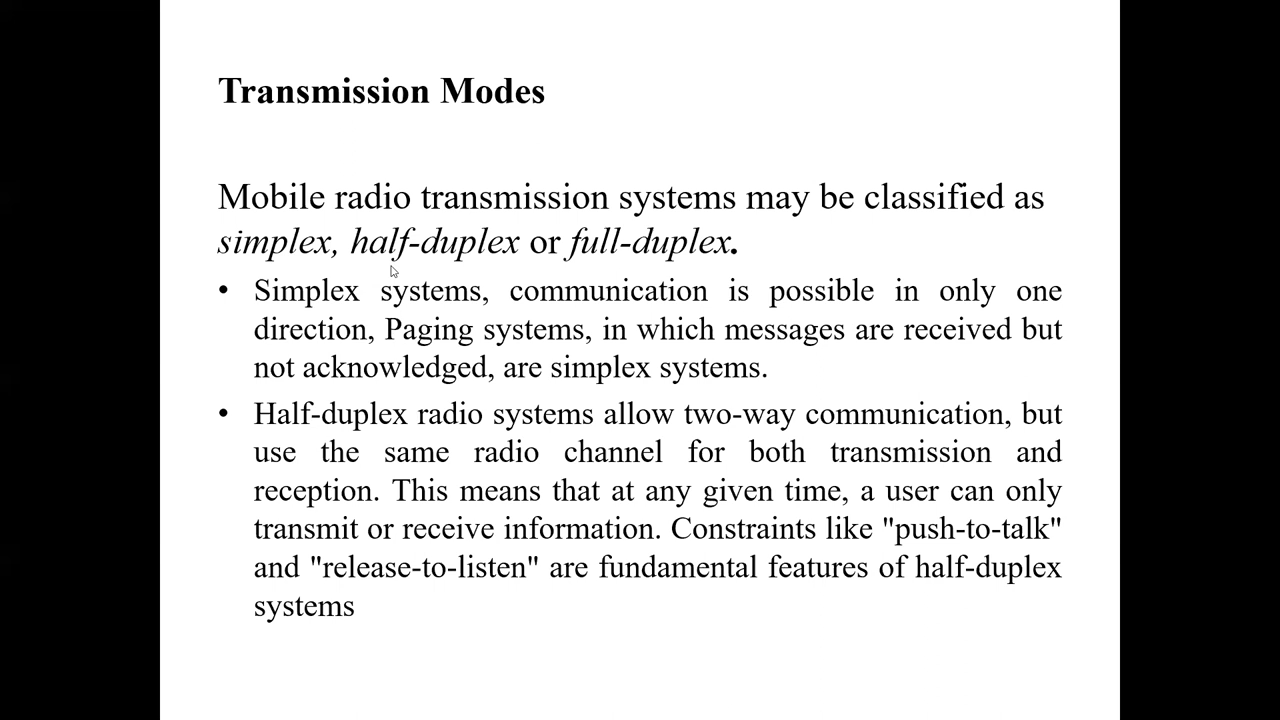 Transmission Modes
Mobile radio transmission systems may be classified as
simplex, half-duplex or full-duplex.
• Simplex systems, communication is possible in only one
direction, Paging systems, in which messages are received but
not acknowledged, are simplex systems.
• Half-duplex radio systems allow two-way communication, but
use the same radio channel for both transmission and
reception. This means that at any given time, a user can only
transmit or receive information. Constraints like "push-to-talk"
and "release-to-listen" are fundamental features of half-duplex
systems